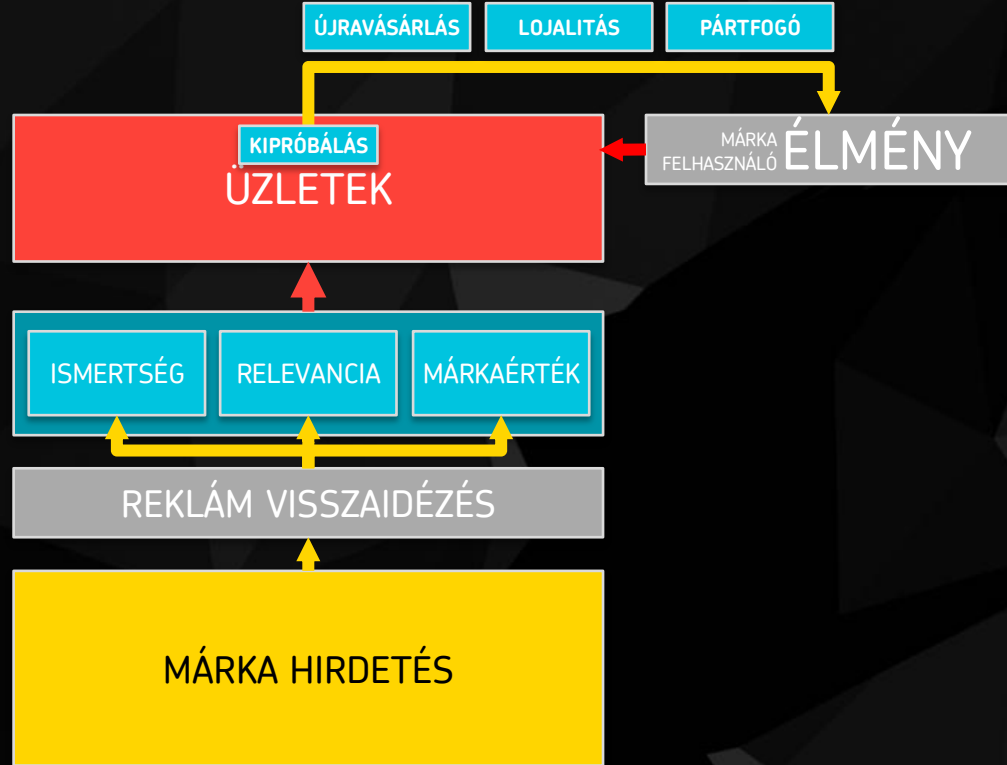 ÚJRAVÁSÁRLÁS
LOJALITÁS
PÁRTFOGÓ
KIPRÓBÁLÁS
ÜZLETEK
MÁRKA
FELHASZNÁLÓ
ÉLMÉNY
ISMERTSÉG
RELEVANCIA
MÁRKAÉRTÉK
REKLÁM VISSZAIDÉZÉS
MÁRKA HIRDETÉS